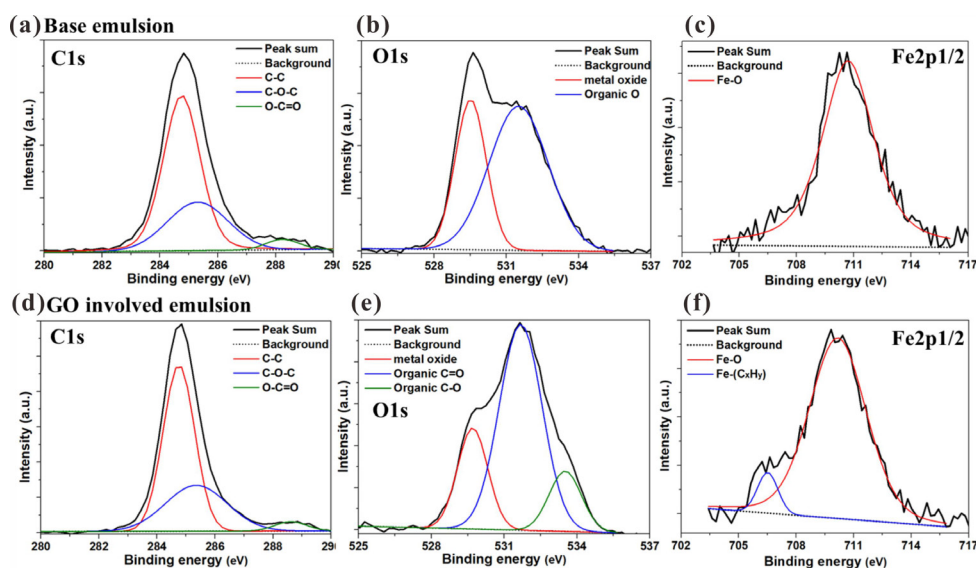 (a) Base emulsion
C1s
Peak sum
Background
C-C
C-O-C
O-C=O
Intensity (a.u.)
280 282 284 286 288 290
Binding energy (eV)
(b)
O1s
Peak Sum
Background
metal oxide
Organic O
Intensity (a.u.)
525 528 531 534 537
Binding energy (eV)
(c)
Fe2p1/2
Peak Sum
Background
Fe-O
Intensity (a.u.)
702 705 708 711 714 717
Binding energy (eV)
(d) GO involved emulsion
C1s
Peak Sum
Background
C-C
C-O-C
O-C=O
Intensity (a.u.)
280 282 284 286 288 29
Binding energy (eV)
(e)
Peak Sum
Background
metal oxide
Organic C=O
Organic C-O
O1s
Intensity (a.u.)
525 528 531 534 537
Binding energy (eV)
(f)
Fe2p1/2
Peak Sum
Background
Fe-O
Fe-(CxHy)
Intensity (a.u.)
702 705 708 711 714 717
Binding energy (eV)